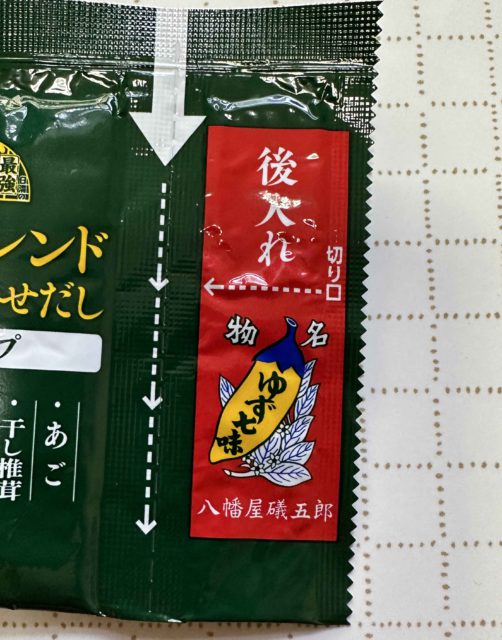 最強
レンド
せだし
プ
・あご
・干し椎茸
後入れ
切り口
名物
ゆず七味
八幡屋礒五郎